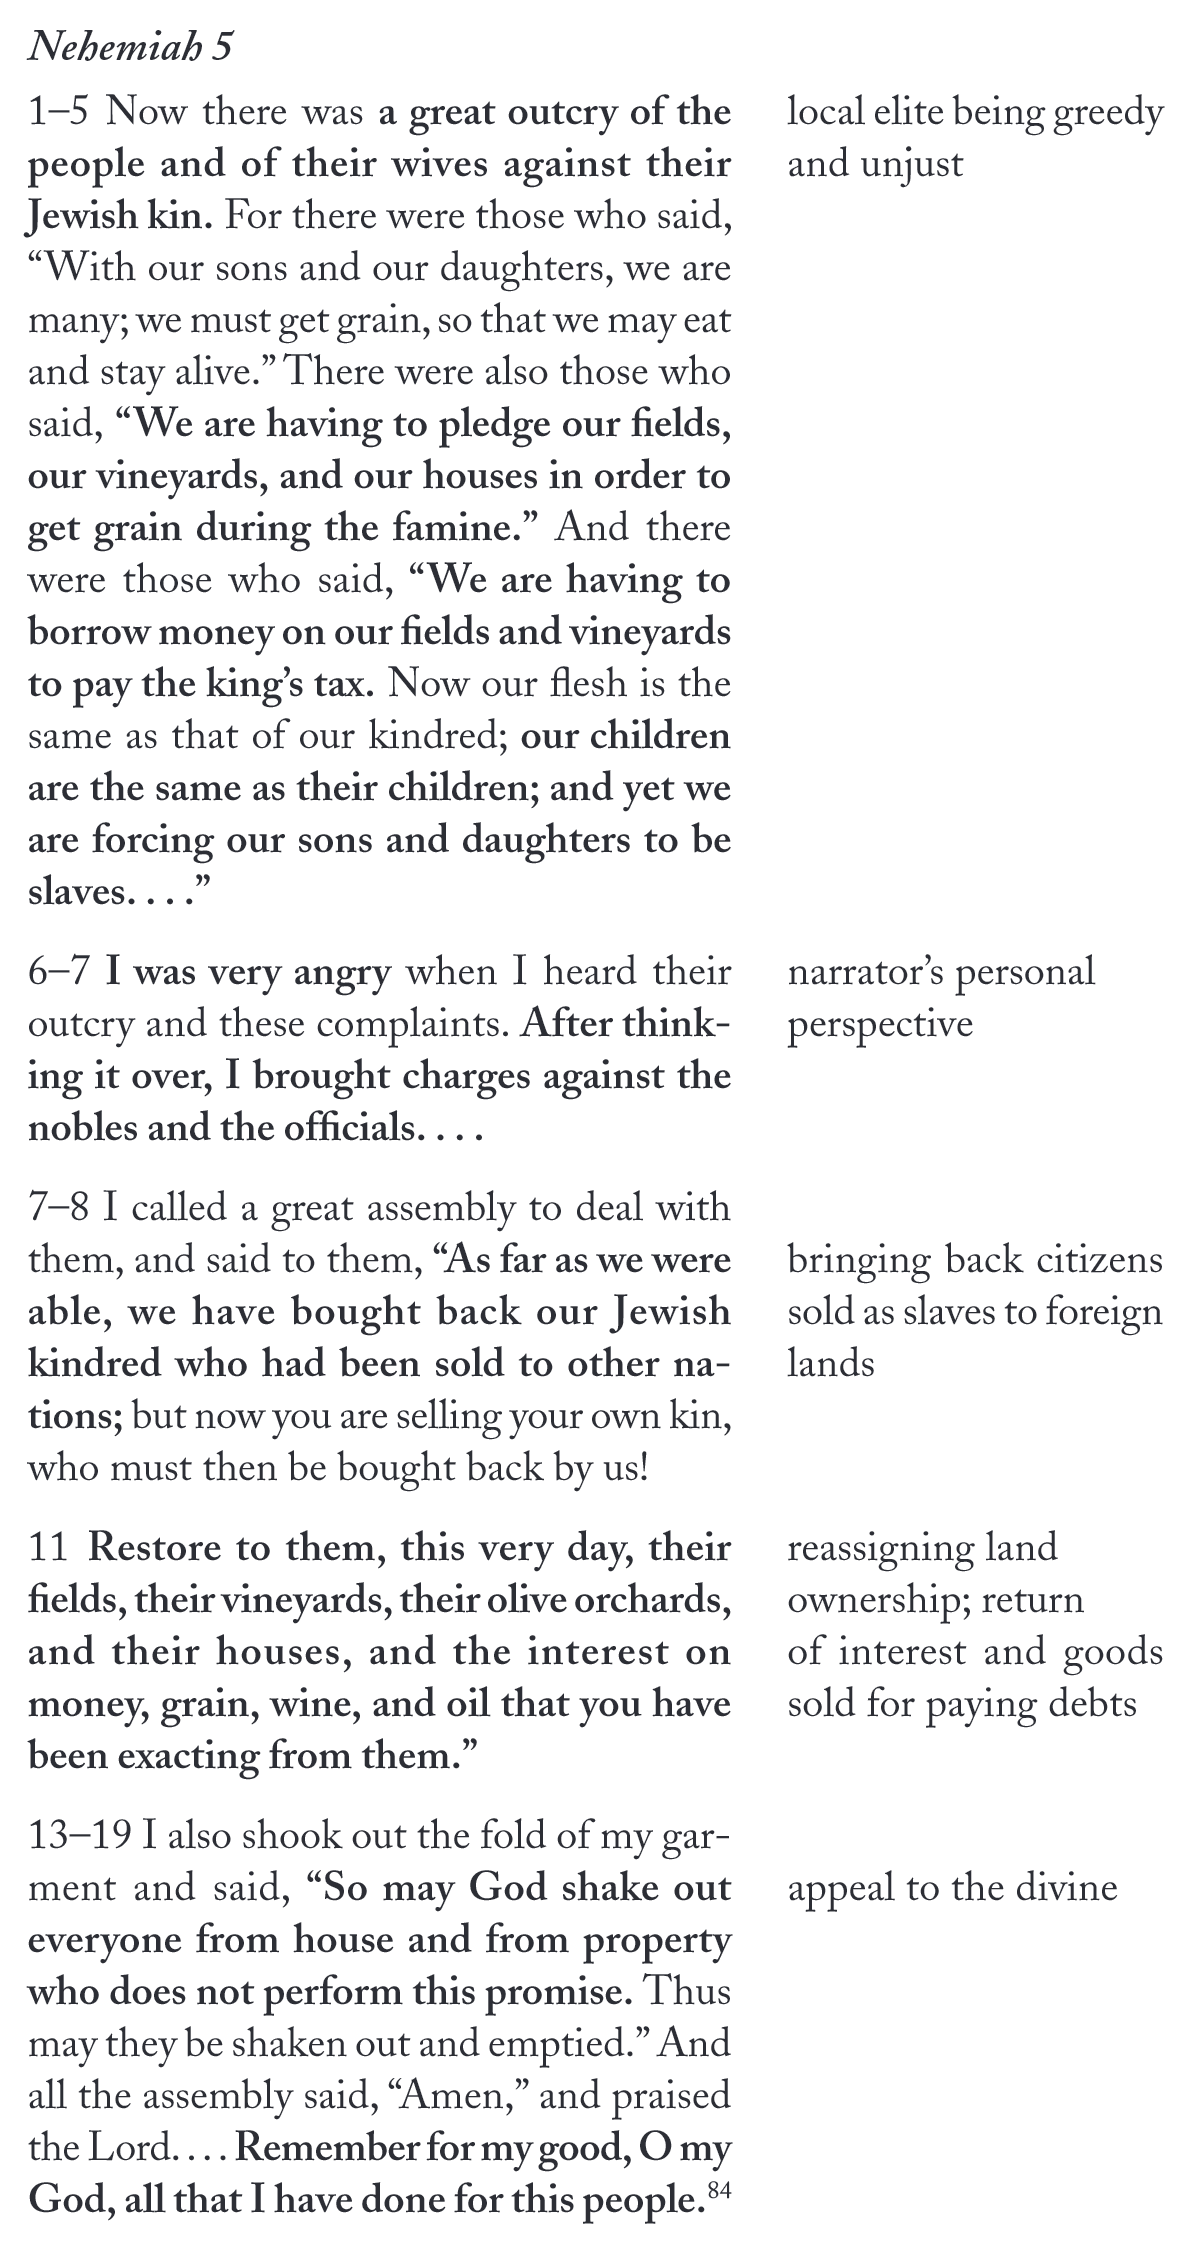 Nehemiah 5
1–5 Now there was a great outcry of the
people and of their wives against their
Jewish kin. For there were those who said,
“With our sons and our daughters, we are
many; we must get grain, so that we may eat
and stay alive.” There were also those who
said, “We are having to pledge our fields,
our vineyards, and our houses in order to
get grain during the famine.” And there
were those who said, “We are having to
borrow money on our fields and vineyards
to pay the king’s tax. Now our flesh is the
same as that of our kindred; our children
are the same as their children; and yet we
are forcing our sons and daughters to be
slaves. . . .”
local elite being greedy
and unjust
6–7 I was very angry when I heard their
outcry and these complaints. After think-
ing it over, I brought charges against the
nobles and the officials. . . .
narrator’s personal
perspective
7–8 I called a great assembly to deal with
them, and said to them, “As far as we were
able, we have bought back our Jewish
kindred who had been sold to other na-
tions; but now you are selling your own kin,
who must then be bought back by us!
bringing back citizens
sold as slaves to foreign
lands
11 Restore to them, this very day, their
fields, their vineyards, their olive orchards,
and their houses, and the interest on
money, grain, wine, and oil that you have
been exacting from them.”
reassigning land
ownership; return
of interest and goods
sold for paying debts
13–19 I also shook out the fold of my gar-
ment and said, “So may God shake out
everyone from house and from property
who does not perform this promise. Thus
may they be shaken out and emptied.” And
all the assembly said, “Amen,” and praised
the Lord. . . . Remember for my good, O my
God, all that I have done for this people.84
appeal to the divine